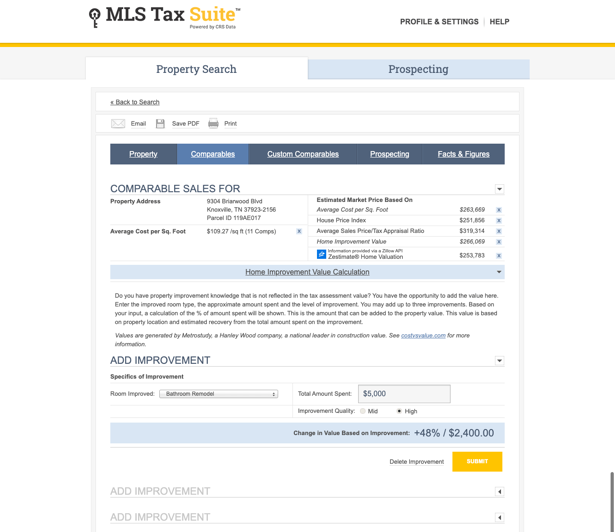 MLS Tax Suite™
Powered by CRS Data
PROFILE & SETTINGS HELP
Property Search Prospecting
« Back to Search
Email Save PDF Print
Property Comparables Custom Comparables Prospecting Facts & Figures
COMPARABLE SALES FOR
Property Address 9304 Briarwood Blvd
Knoxville, TN 37923-2156
Parcel ID 119AE017
Average Cost per Sq. Foot $109.27 /sq ft (11 Comps) x
Estimated Market Price Based On
Average Cost per Sq. Foot $263,669 x
House Price Index $251,856 x
Average Sales Price/Tax Appraisal Ratio $319,314 x
Home Improvement Value $266,069 x
Information provided via a Zillow API
Zestimate® Home Valuation $253,783 x
Home Improvement Value Calculation
Do you have property improvement knowledge that is not reflected in the tax assessment value? You have the opportunity to add the value here.
Enter the improved room type, the approximate amount spent and the level of improvement. You may add up to three improvements. Based on
your input, a calculation of the % of amount spent will be shown. This is the amount that can be added to the property value. This value is based
on property location and estimated recovery from the total amount spent on the improvement.
Values are generated by Metrostudy, a Hanley Wood company, a national leader in construction value. See costvsvalue.com for more
information.
ADD IMPROVEMENT
Specifics of Improvement
Room Improved: Bathroom Remodel Total Amount Spent: $5,000
Improvement Quality: Mid High
Change in Value Based on Improvement: +48% / $2,400.00
Delete Improvement SUBMIT
ADD IMPROVEMENT
ADD IMPROVEMENT